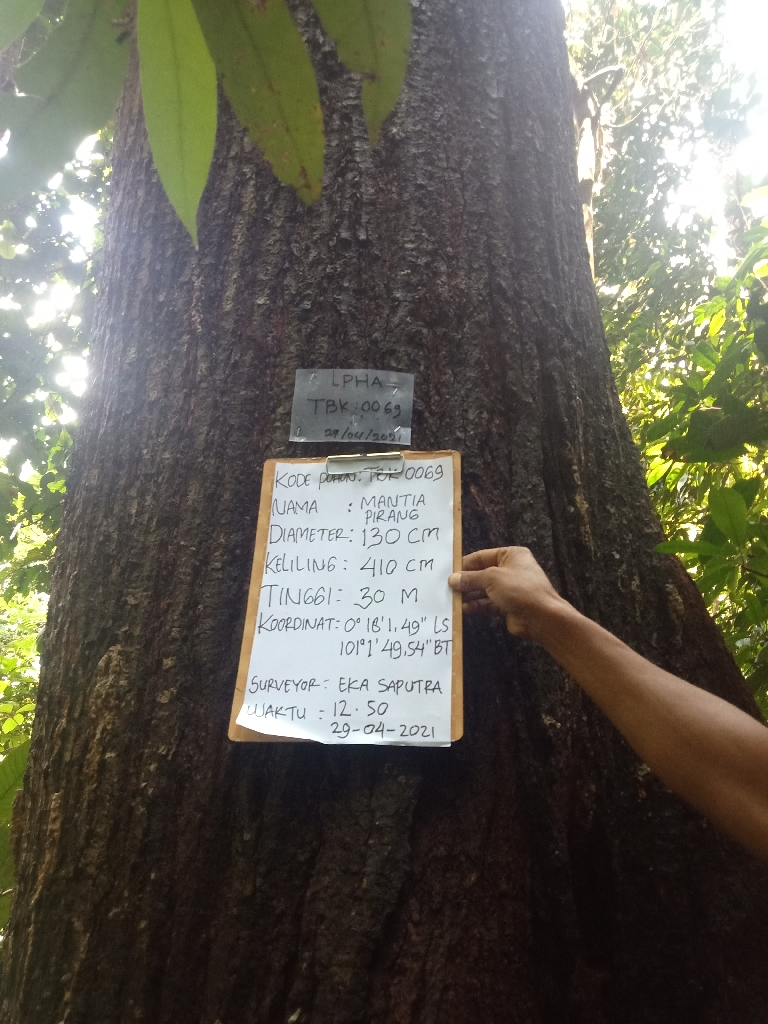 LPHA
TBK:0069
29/04/2021
KODE POHON: TBK 0069
NAMA : MANTIA
PIRANG
DIAMETER: 130 CM
KELILING: 410 CM
TINGGI: 30 M
KOORDINAT: 0° 18' 1,49" LS
101° 1' 49,54" BT
SURVEYOR: EKA SAPUTRA
WAKTU : 12.50
29-04-2021